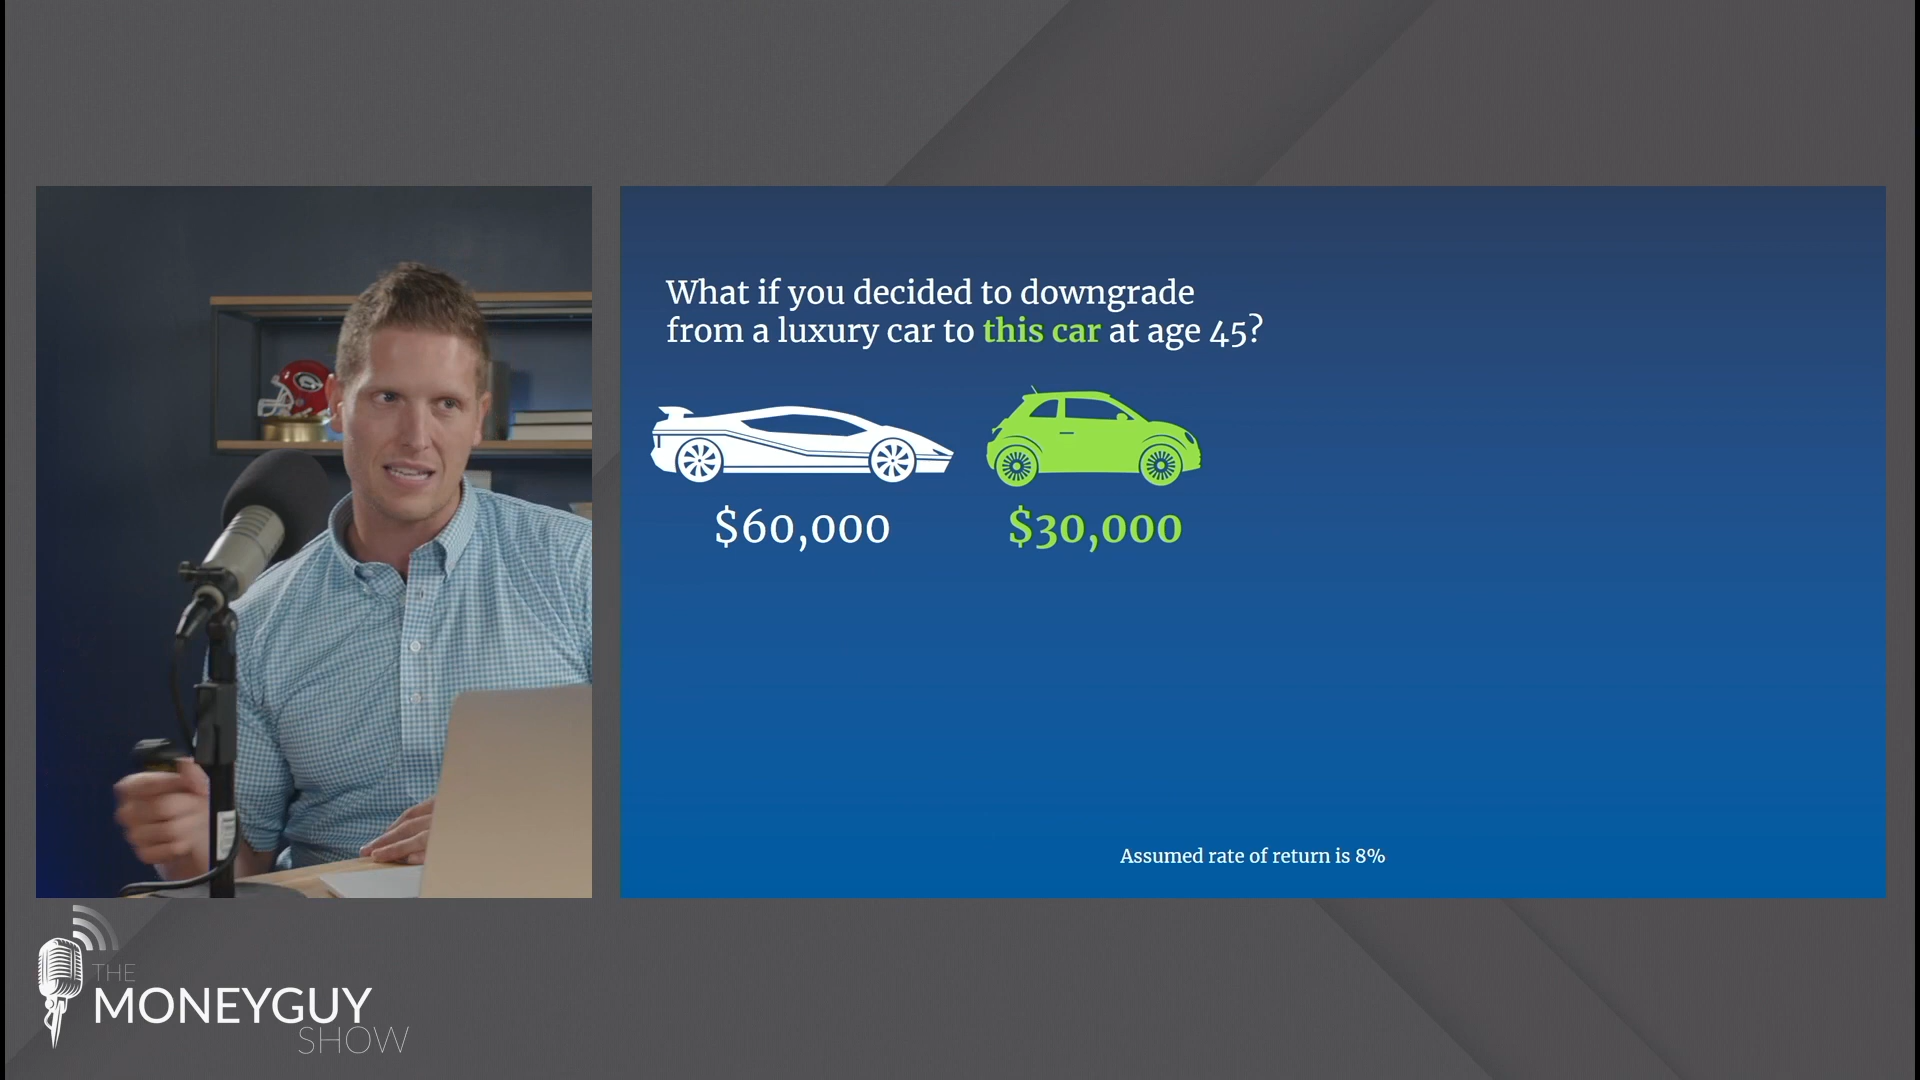 What if you decided to downgrade
from a luxury car to this car at age 45?
$60,000 $30,000
Assumed rate of return is 8%
THE
MONEYGUY
SHOW